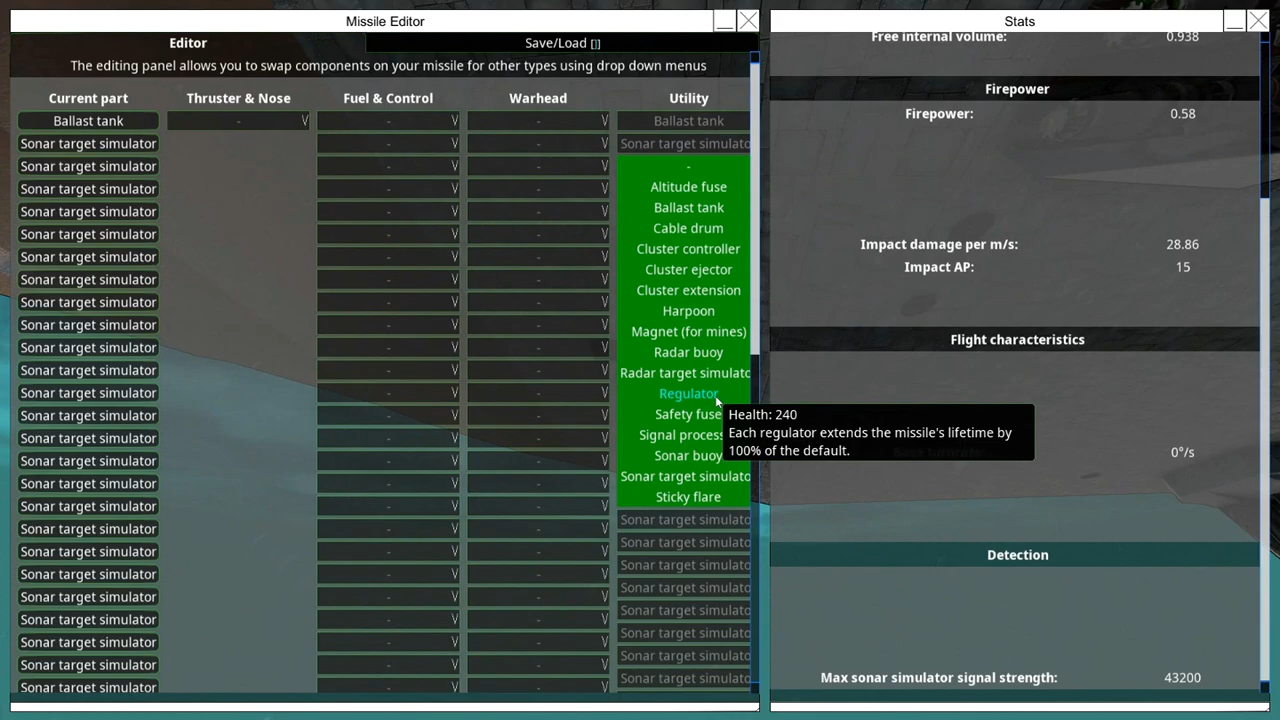 Missile Editor
Editor
Save/Load []]
The editing panel allows you to swap components on your missile for other types using drop down menus
Current part Thruster & Nose Fuel & Control Warhead Utility
Ballast tank - V - V - V Ballast tank
Sonar target simulator - V - V Sonar target simulato
Sonar target simulator - V - V -
Sonar target simulator - V - V Altitude fuse
Sonar target simulator - V - V Ballast tank
Sonar target simulator - V - V Cable drum
Sonar target simulator - V - V Cluster controller
Sonar target simulator - V - V Cluster ejector
Sonar target simulator - V - V Cluster extension
Sonar target simulator - V - V Harpoon
Sonar target simulator - V - V Magnet (for mines)
Sonar target simulator - V - V Radar buoy
Sonar target simulator - V - V Radar target simulato
Sonar target simulator - V - V Regulator
Sonar target simulator - V - V Safety fuse
Sonar target simulator - V - V Signal process
Sonar target simulator - V - V Sonar buoy
Sonar target simulator - V - V Sonar target simulato
Sonar target simulator - V - V Sticky flare
Sonar target simulator - V - V Sonar target simulato
Sonar target simulator - V - V Sonar target simulato
Sonar target simulator - V - V Sonar target simulato
Sonar target simulator - V - V Sonar target simulato
Sonar target simulator - V - V Sonar target simulato
Sonar target simulator - V - V Sonar target simulato
Sonar target simulator - V - V Sonar target simulato
Health: 240
Each regulator extends the missile's lifetime by
100% of the default.
Stats
Free internal volume: 0.938
Firepower
Firepower: 0.58
Impact damage per m/s: 28.86
Impact AP: 15
Flight characteristics
0°/s
Detection
Max sonar simulator signal strength: 43200